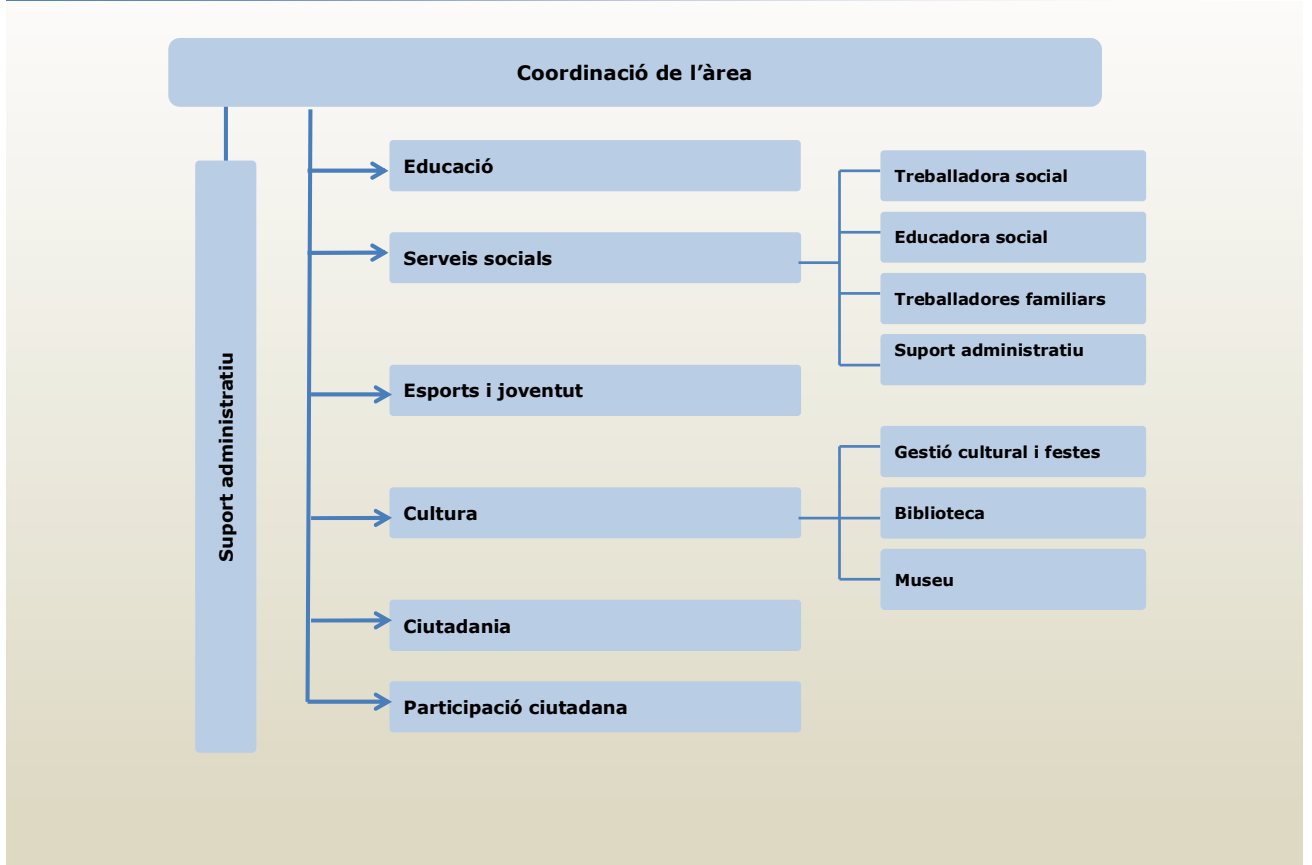 Coordinació de l’àrea
Suport administratiu
Educació
Serveis socials
Treballadora social
Educadora social
Treballadores familiars
Suport administratiu
Esports i joventut
Cultura
Gestió cultural i festes
Biblioteca
Museu
Ciutadania
Participació ciutadana